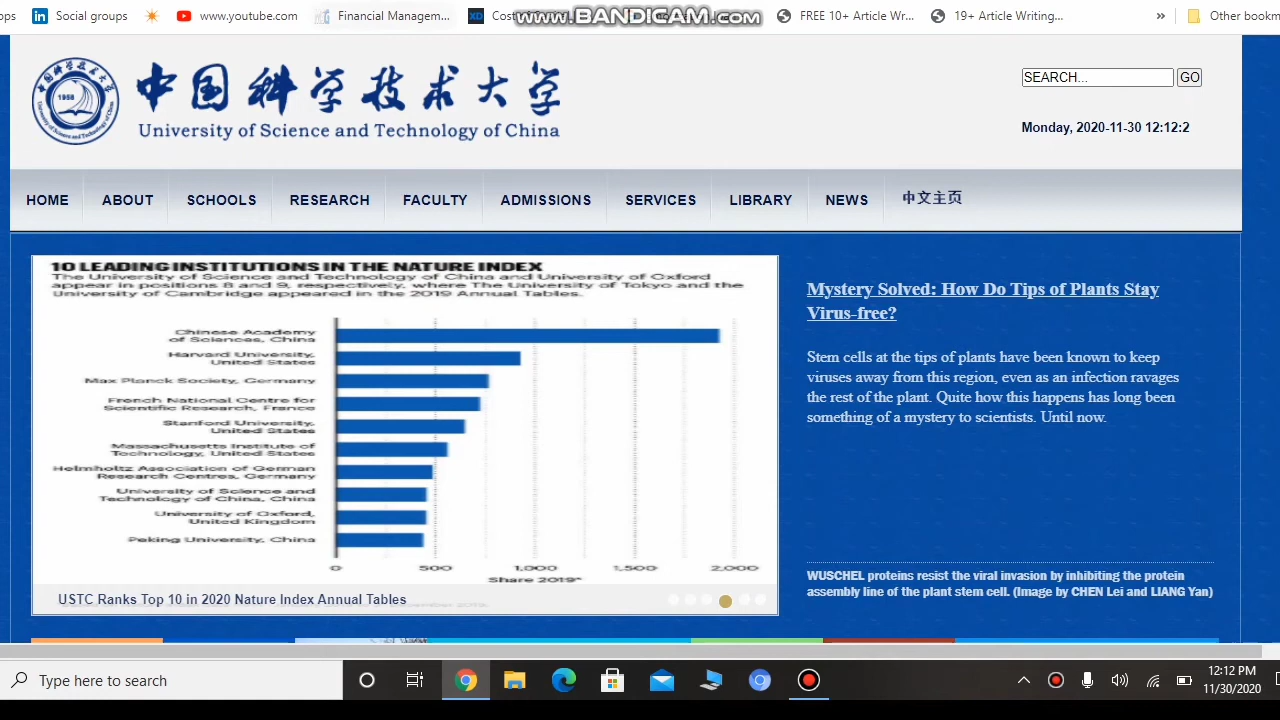 ps
Social groups
www.youtube.com
Financial Managem...
www.BANDICAM.com
FREE 10+ Article Wr...
19+ Article Writing...
»
Other bookm
中国科学技术大学
University of Science and Technology of China
1958
SEARCH...
GO
Monday, 2020-11-30 12:12:2
HOME
ABOUT
SCHOOLS
RESEARCH
FACULTY
ADMISSIONS
SERVICES
LIBRARY
NEWS
中文主页
10 LEADING INSTITUTIONS IN THE NATURE INDEX
The University of Science and Technology of China and University of Oxford
appear in positions 8 and 9, respectively, where The University of Tokyo and the
University of Cambridge appeared in the 2019 Annual Tables.
Chinese Academy
of Sciences, China
Harvard University,
United States
Max Planck Society, Germany
French National Centre for
Scientific Research, France
Stanford University,
United States
Massachusetts Institute of
Technology, United States
Helmholtz Association of German
Research Centres, Germany
University of Science and
Technology of China, China
University of Oxford,
United Kingdom
Peking University, China
0
500
1,000
1,500
2,000
Share 2019*
USTC Ranks Top 10 in 2020 Nature Index Annual Tables
Mystery Solved: How Do Tips of Plants Stay
Virus-free?
Stem cells at the tips of plants have been known to keep
viruses away from this region, even as an infection ravages
the rest of the plant. Quite how this happens has long been
something of a mystery to scientists. Until now.
WUSCHEL proteins resist the viral invasion by inhibiting the protein
assembly line of the plant stem cell. (Image by CHEN Lei and LIANG Yan)
Type here to search
12:12 PM
11/30/2020